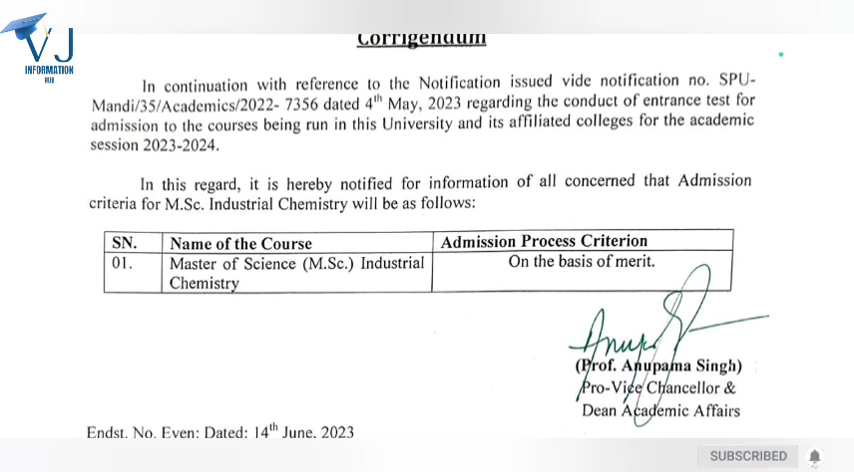 VJ
INFORMATION
HUB
Corrigendum
In continuation with reference to the Notification issued vide notification no. SPU-
Mandi/35/Academics/2022- 7356 dated 4th May, 2023 regarding the conduct of entrance test for
admission to the courses being run in this University and its affiliated colleges for the academic
session 2023-2024.
In this regard, it is hereby notified for information of all concerned that Admission
criteria for M.Sc. Industrial Chemistry will be as follows:
SN. Name of the Course Admission Process Criterion
01. Master of Science (M.Sc.) Industrial On the basis of merit.
Chemistry
(Prof. Anupama Singh)
Pro-Vice Chancellor &
Dean Academic Affairs
Endst. No. Even: Dated: 14th June, 2023
SUBSCRIBED